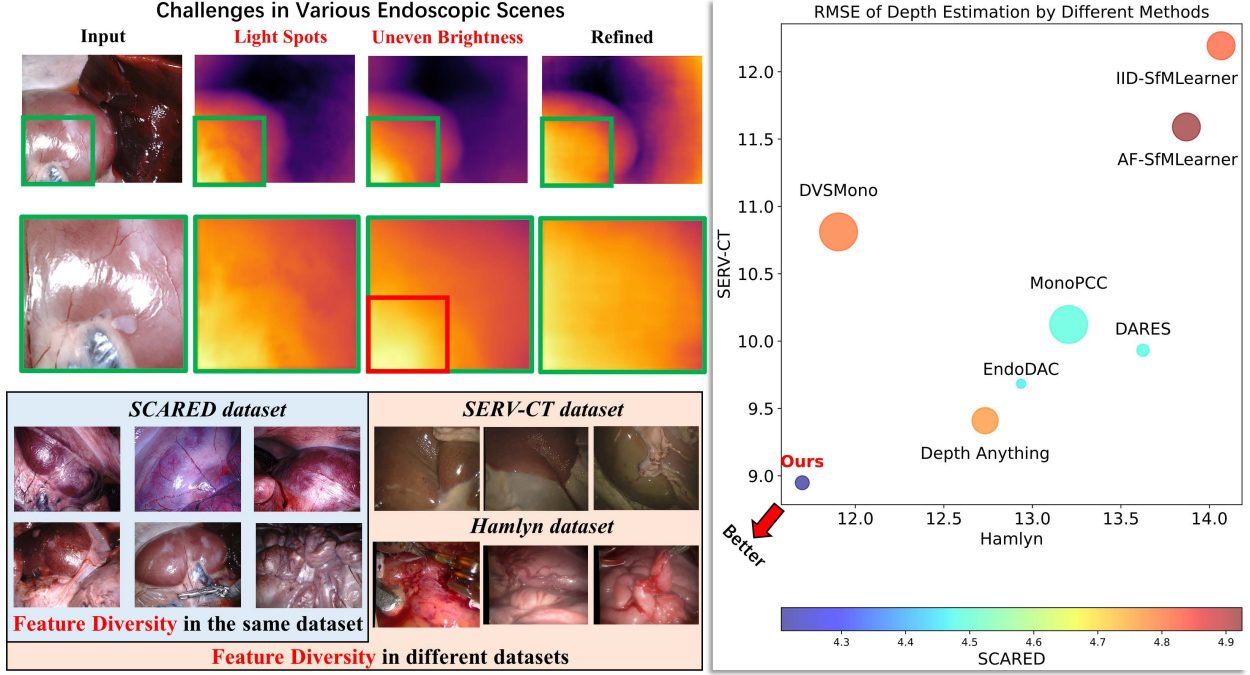 Challenges in Various Endoscopic Scenes
Input
Light Spots
Uneven Brightness
Refined
SCARED dataset
Feature Diversity in the same dataset
SERV-CT dataset
Hamlyn dataset
Feature Diversity in different datasets
RMSE of Depth Estimation by Different Methods
SERV-CT
12.0
11.5
11.0
10.5
10.0
9.5
9.0
IID-SfMLearner
AF-SfMLearner
DVSMono
MonoPCC
DARES
EndoDAC
Depth Anything
Ours
Better
12.0
12.5
13.0
13.5
14.0
Hamlyn
4.3
4.4
4.5
4.6
4.7
4.8
4.9
SCARED